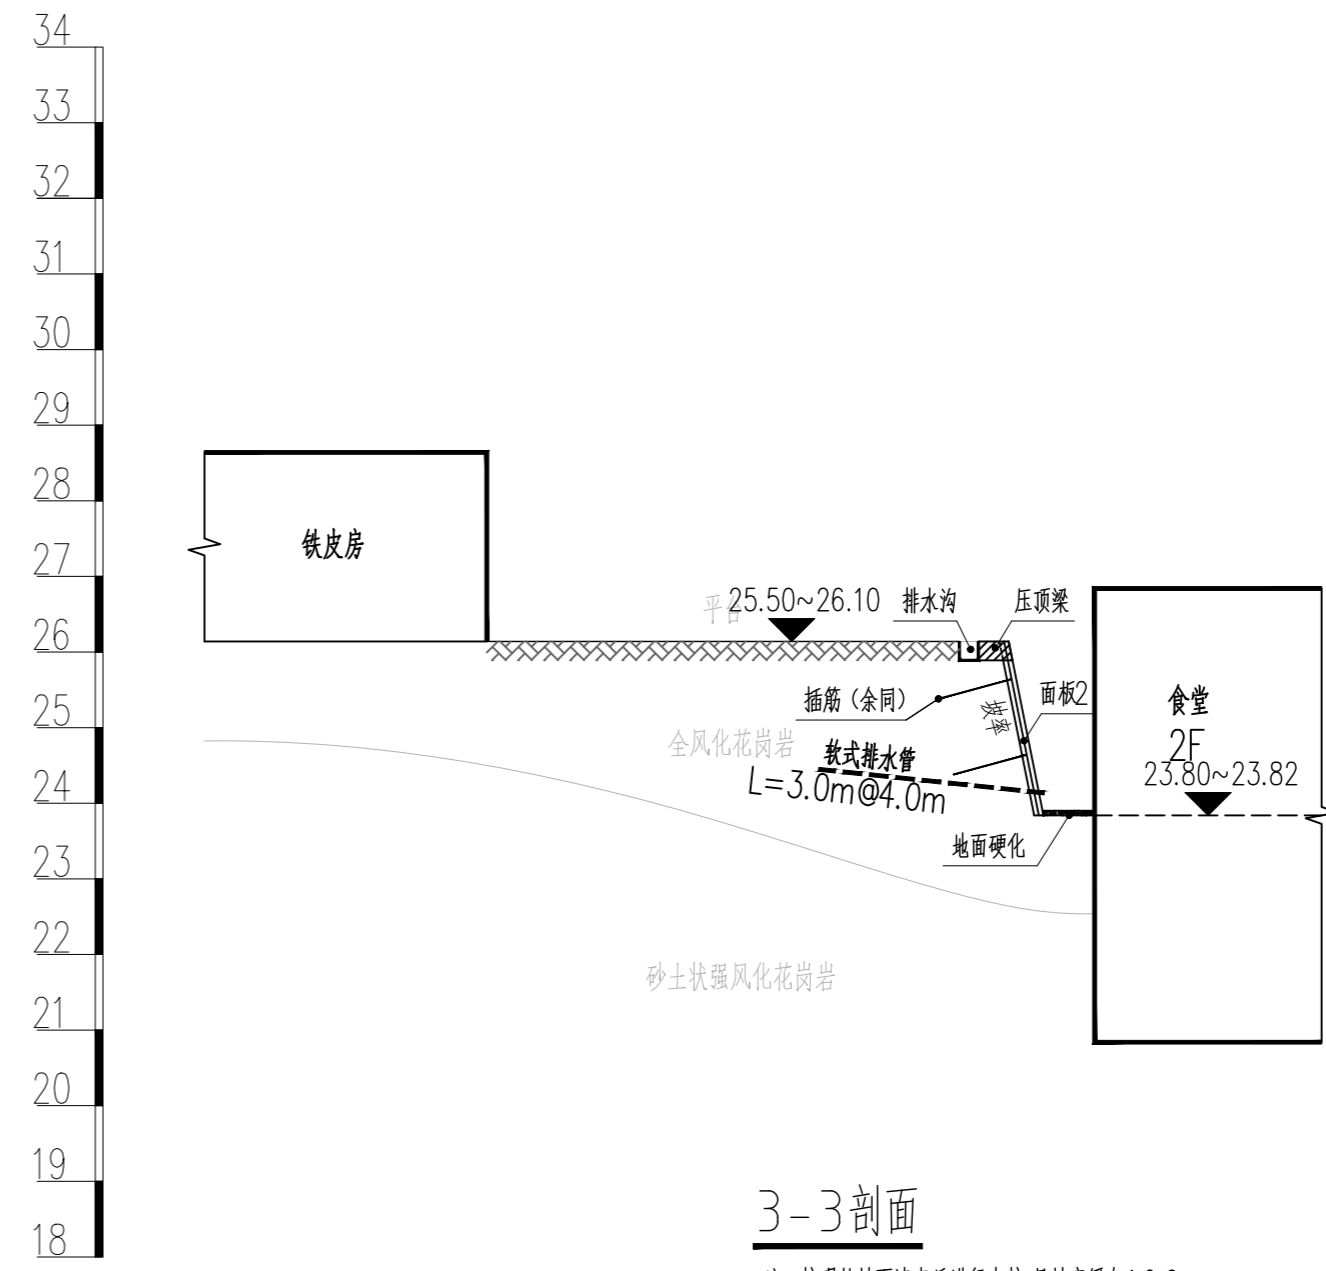 34
33
32
31
30
29
28
27
26
25
24
23
22
21
20
19
18
铁皮房
平台
25.50~26.10
排水沟
压顶梁
插筋（余同）
坡率
面板2
食堂
2F
23.80~23.82
全风化花岗岩
软式排水管
L=3.0m@4.0m
地面硬化
砂土状强风化花岗岩
3-3剖面